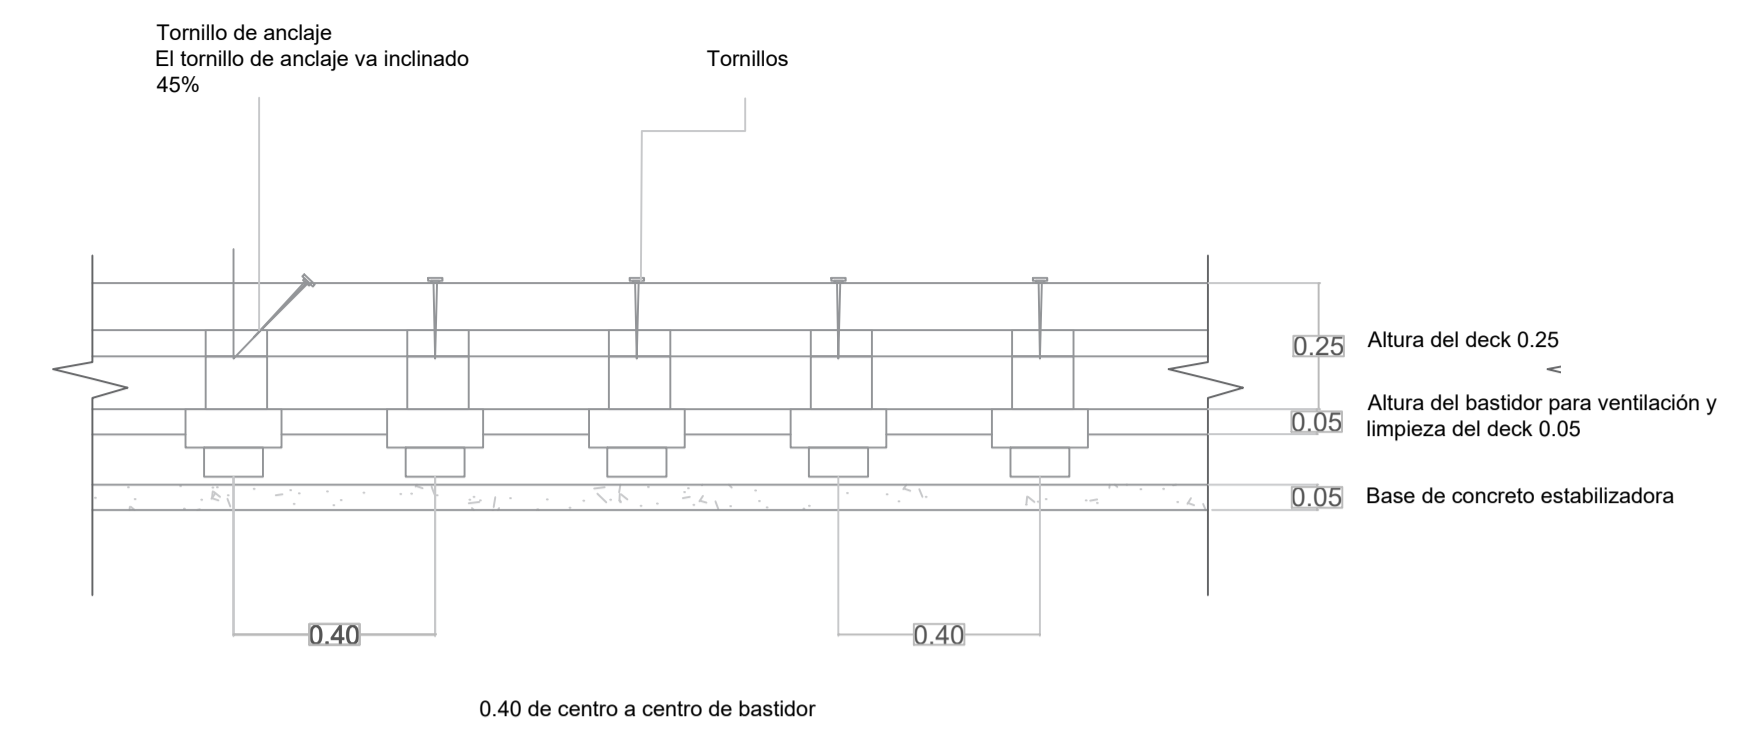 Tornillo de anclaje
El tornillo de anclaje va inclinado
45%
Tornillos
0.25
Altura del deck 0.25
0.05
Altura del bastidor para ventilación y
limpieza del deck 0.05
0.05
Base de concreto estabilizadora
0.40
0.40
0.40 de centro a centro de bastidor